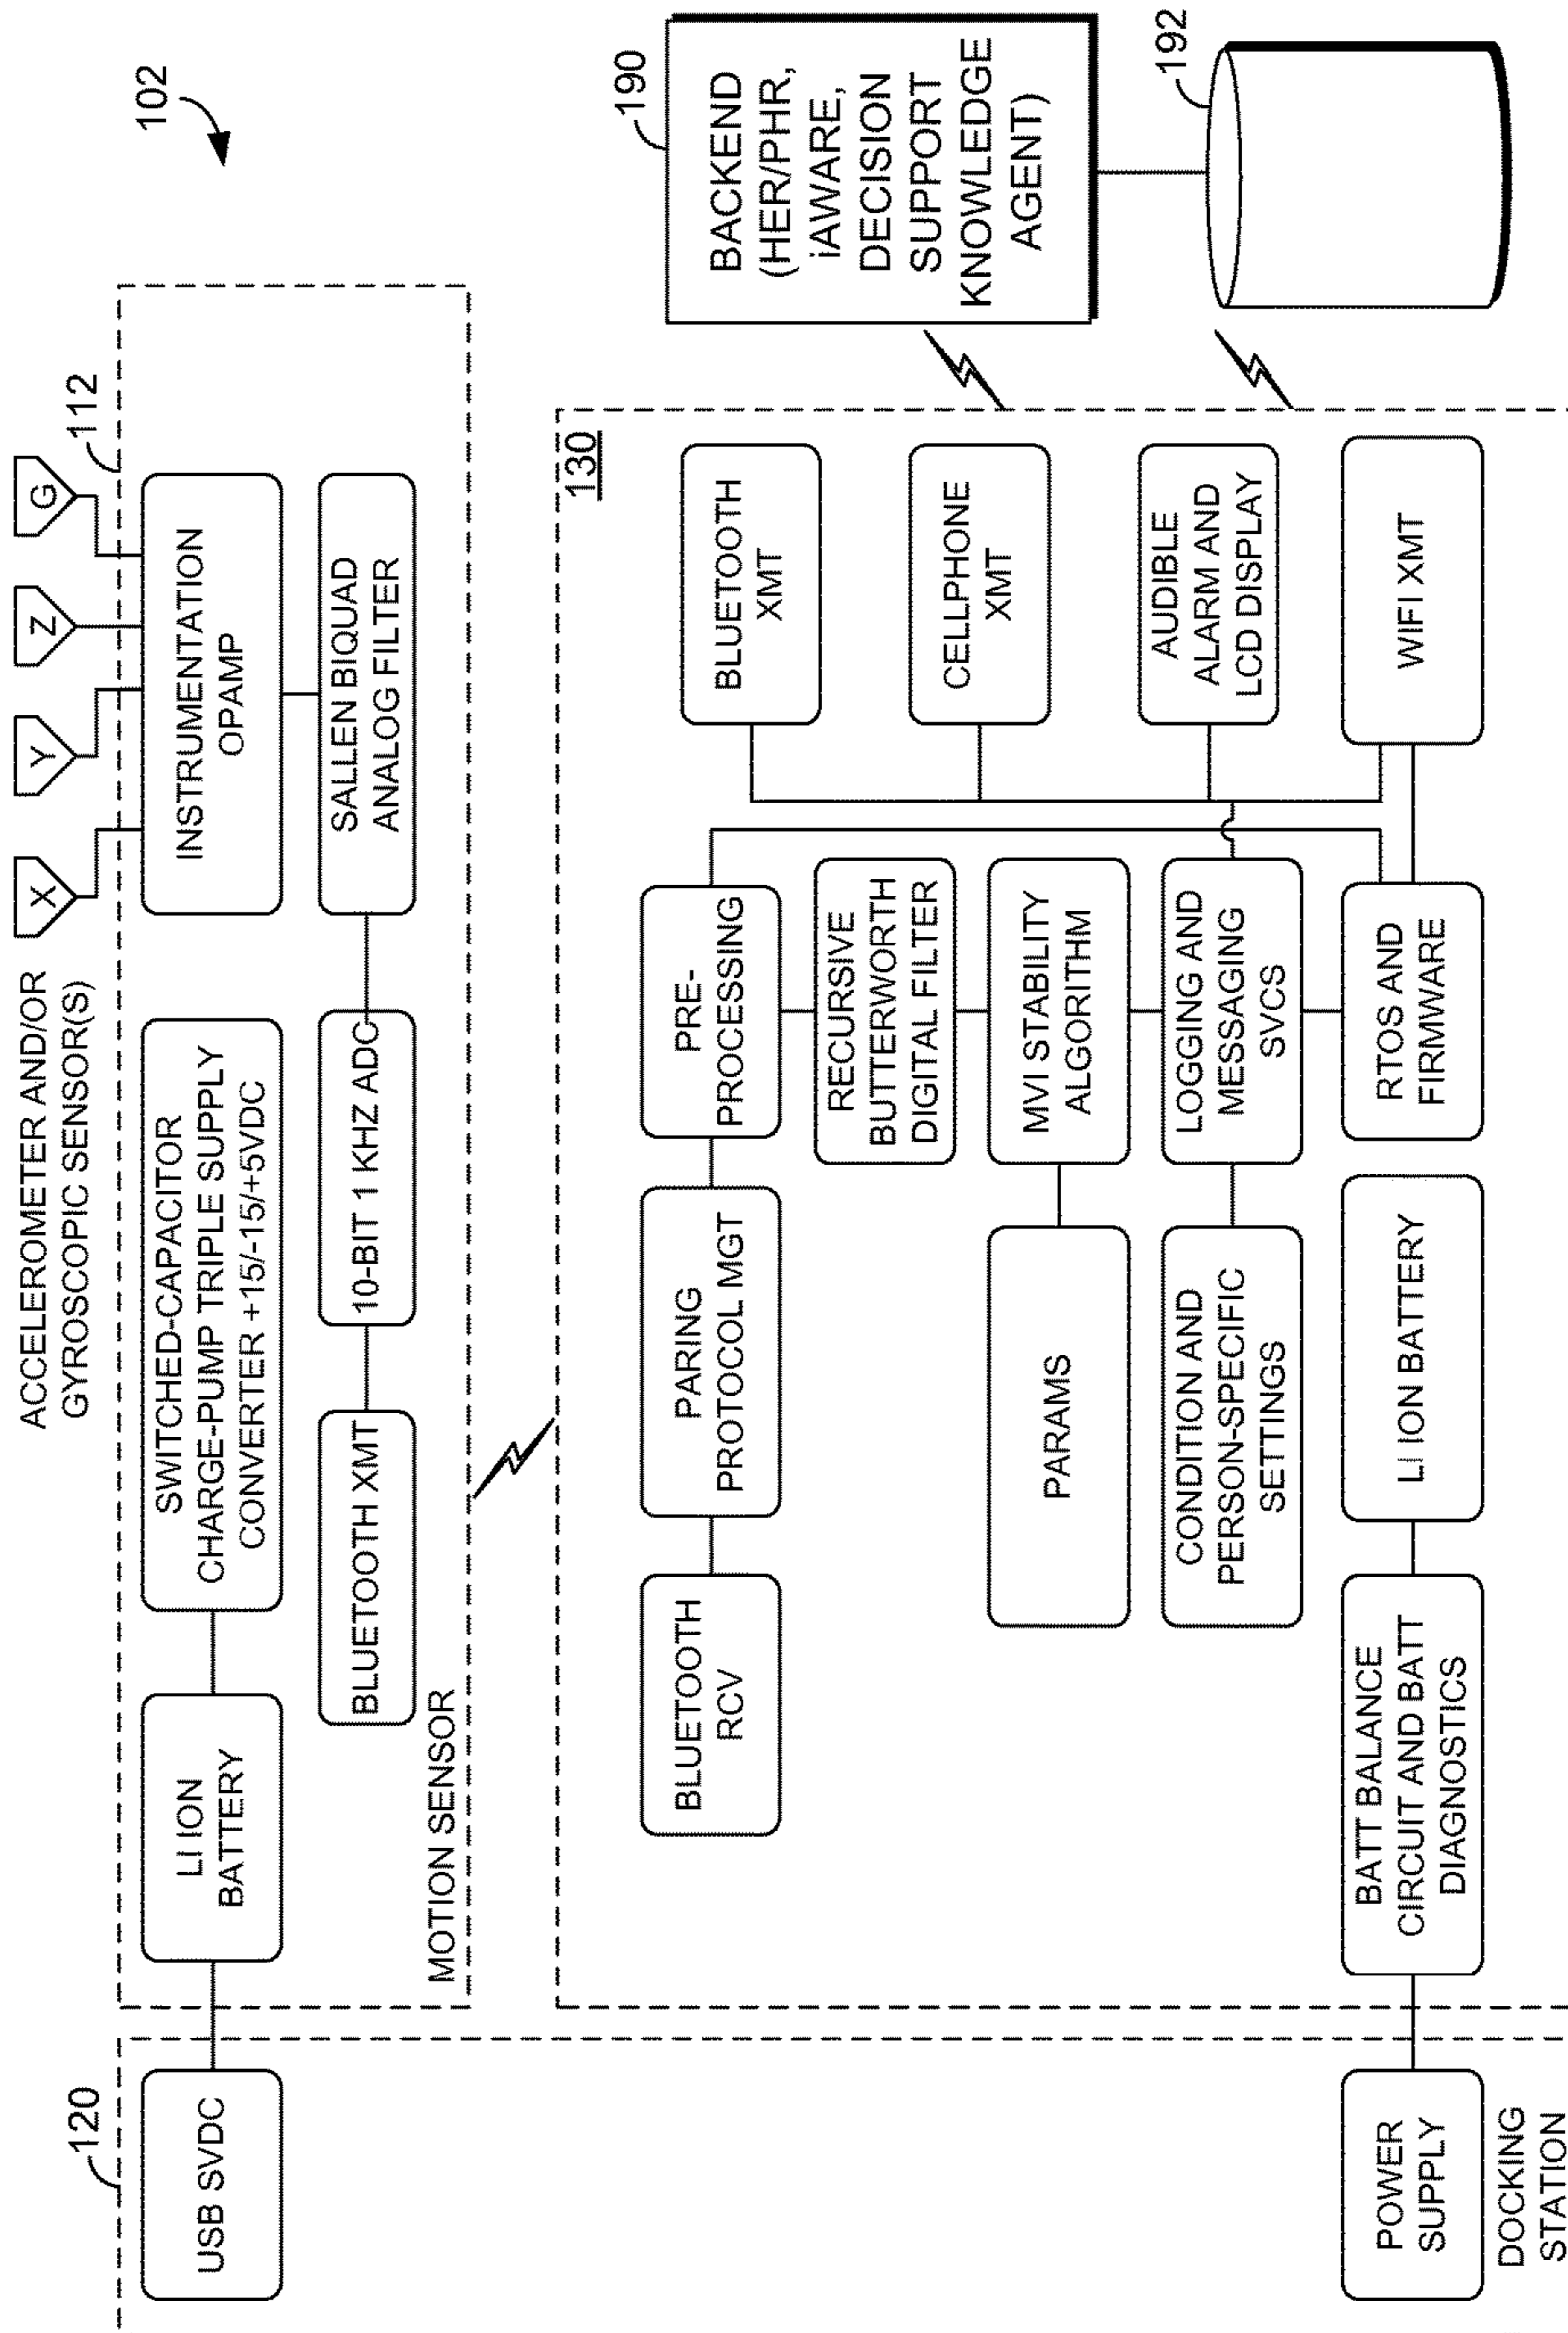 102
ACCELEROMETER AND/OR
GYROSCOPIC SENSOR(S)
X
Y
Z
G
112
120
USB SVDC
LI ION
BATTERY
SWITCHED-CAPACITOR
CHARGE-PUMP TRIPLE SUPPLY
CONVERTER +15/-15/+5VDC
INSTRUMENTATION
OPAMP
BLUETOOTH XMT
10-BIT 1 KHZ ADC
SALLEN BIQUAD
ANALOG FILTER
MOTION SENSOR
130
BLUETOOTH
RCV
PARING
PROTOCOL MGT
PRE-
PROCESSING
BLUETOOTH
XMT
RECURSIVE
BUTTERWORTH
DIGITAL FILTER
CELLPHONE
XMT
PARAMS
MVI STABILITY
ALGORITHM
CONDITION AND
PERSON-SPECIFIC
SETTINGS
LOGGING AND
MESSAGING
SVCS
AUDIBLE
ALARM AND
LCD DISPLAY
POWER
SUPPLY
BATT BALANCE
CIRCUIT AND BATT
DIAGNOSTICS
LI ION BATTERY
RTOS AND
FIRMWARE
WIFI XMT
DOCKING
STATION
190
BACKEND
(HER/PHR,
iAWARE,
DECISION
SUPPORT
KNOWLEDGE
AGENT)
192